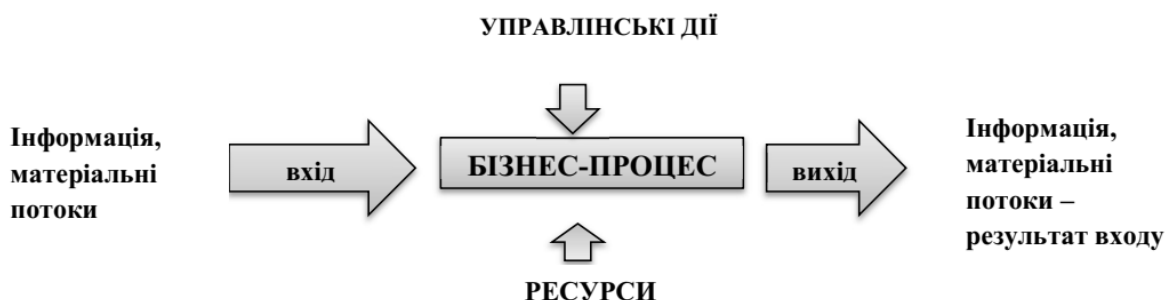 УПРАВЛІНСЬКІ ДІЇ
Інформація,
матеріальні
потоки
вхід
БІЗНЕС-ПРОЦЕС
вихід
Інформація,
матеріальні
потоки –
результат входу
РЕСУРСИ